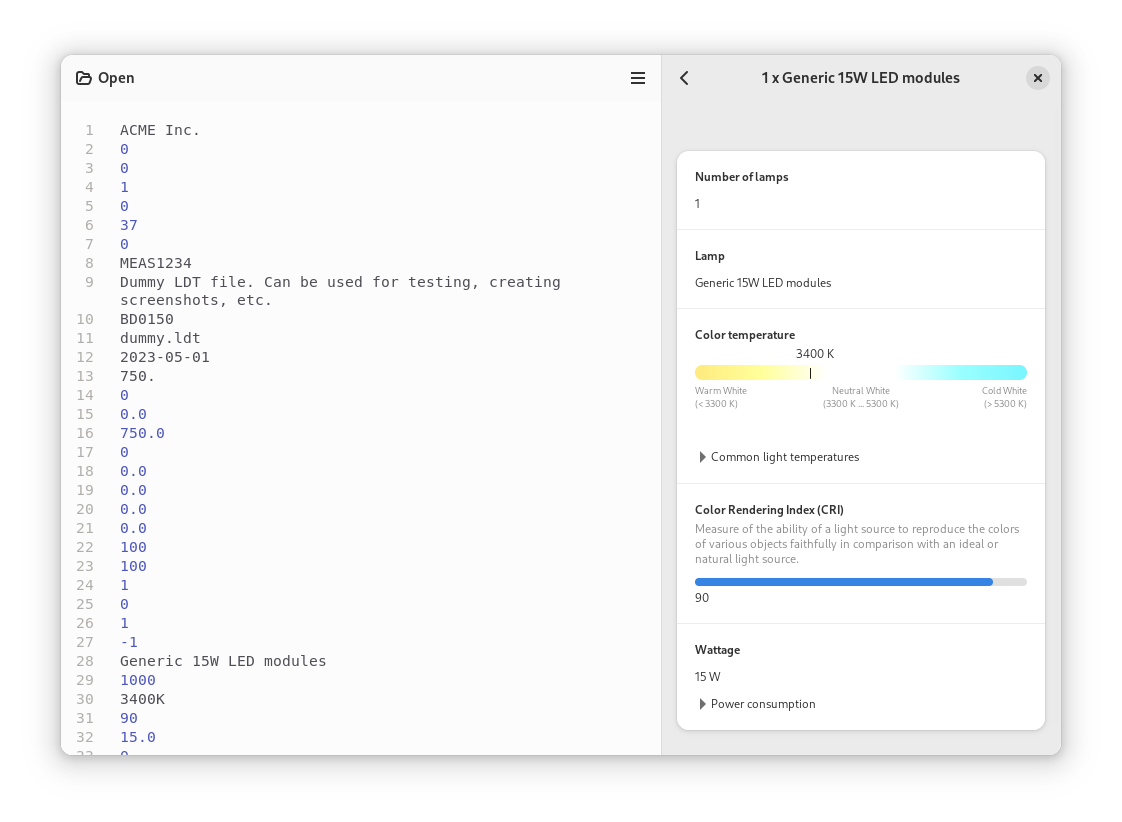 Open
1 ACME Inc.
2 0
3 0
4 1
5 0
6 37
7 0
8 MEAS1234
9 Dummy LDT file. Can be used for testing, creating
screenshots, etc.
10 BD0150
11 dummy.ldt
12 2023-05-01
13 750.
14 0
15 0.0
16 750.0
17 0
18 0.0
19 0.0
20 0.0
21 0.0
22 100
23 100
24 1
25 0
26 1
27 -1
28 Generic 15W LED modules
29 1000
30 3400K
31 90
32 15.0
33 0
1 x Generic 15W LED modules
Number of lamps
1
Lamp
Generic 15W LED modules
Color temperature
3400 K
Warm White Neutral White Cold White
(< 3300 K) (3300 K ... 5300 K) (> 5300 K)
Common light temperatures
Color Rendering Index (CRI)
Measure of the ability of a light source to reproduce the colors
of various objects faithfully in comparison with an ideal or
natural light source.
90
Wattage
15 W
Power consumption